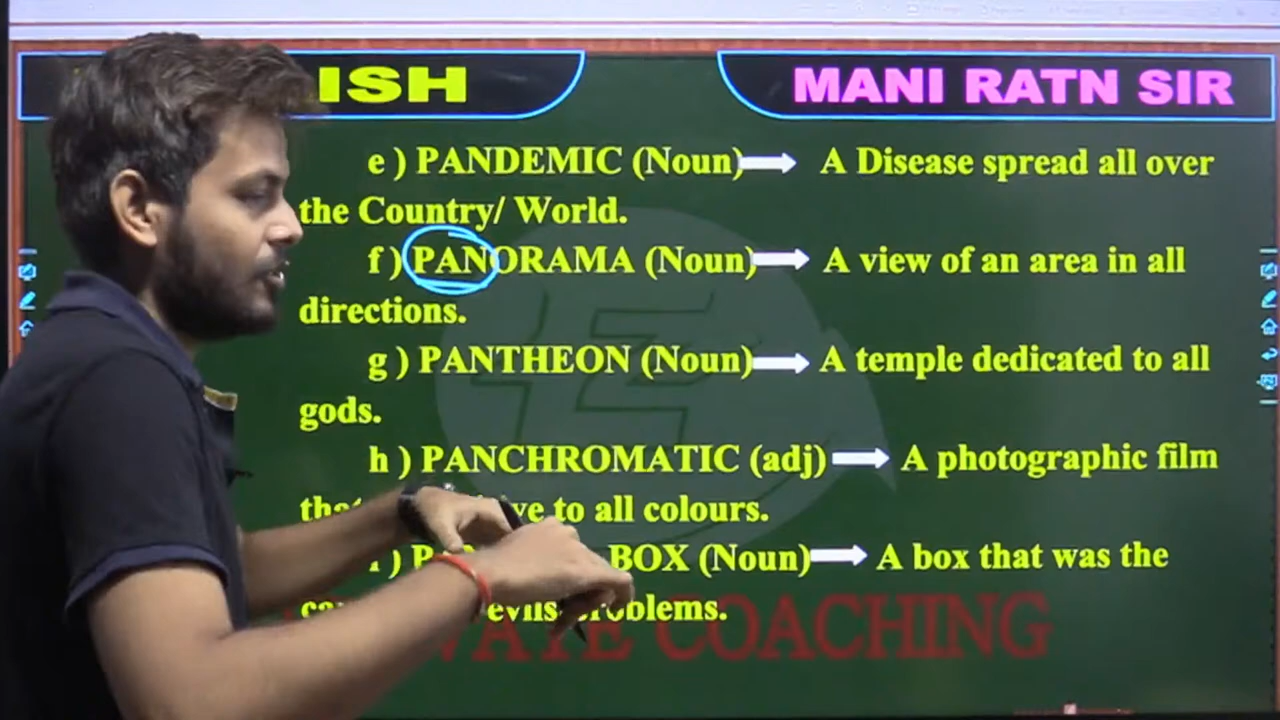 ISH
MANI RATN SIR
e ) PANDEMIC (Noun) A Disease spread all over
the Country/ World.
f ) PANORAMA (Noun) A view of an area in all
directions.
g ) PANTHEON (Noun) A temple dedicated to all
gods.
h ) PANCHROMATIC (adj) A photographic film
to all colours.
BOX (Noun) A box that was the
evils/problems.
COACHING